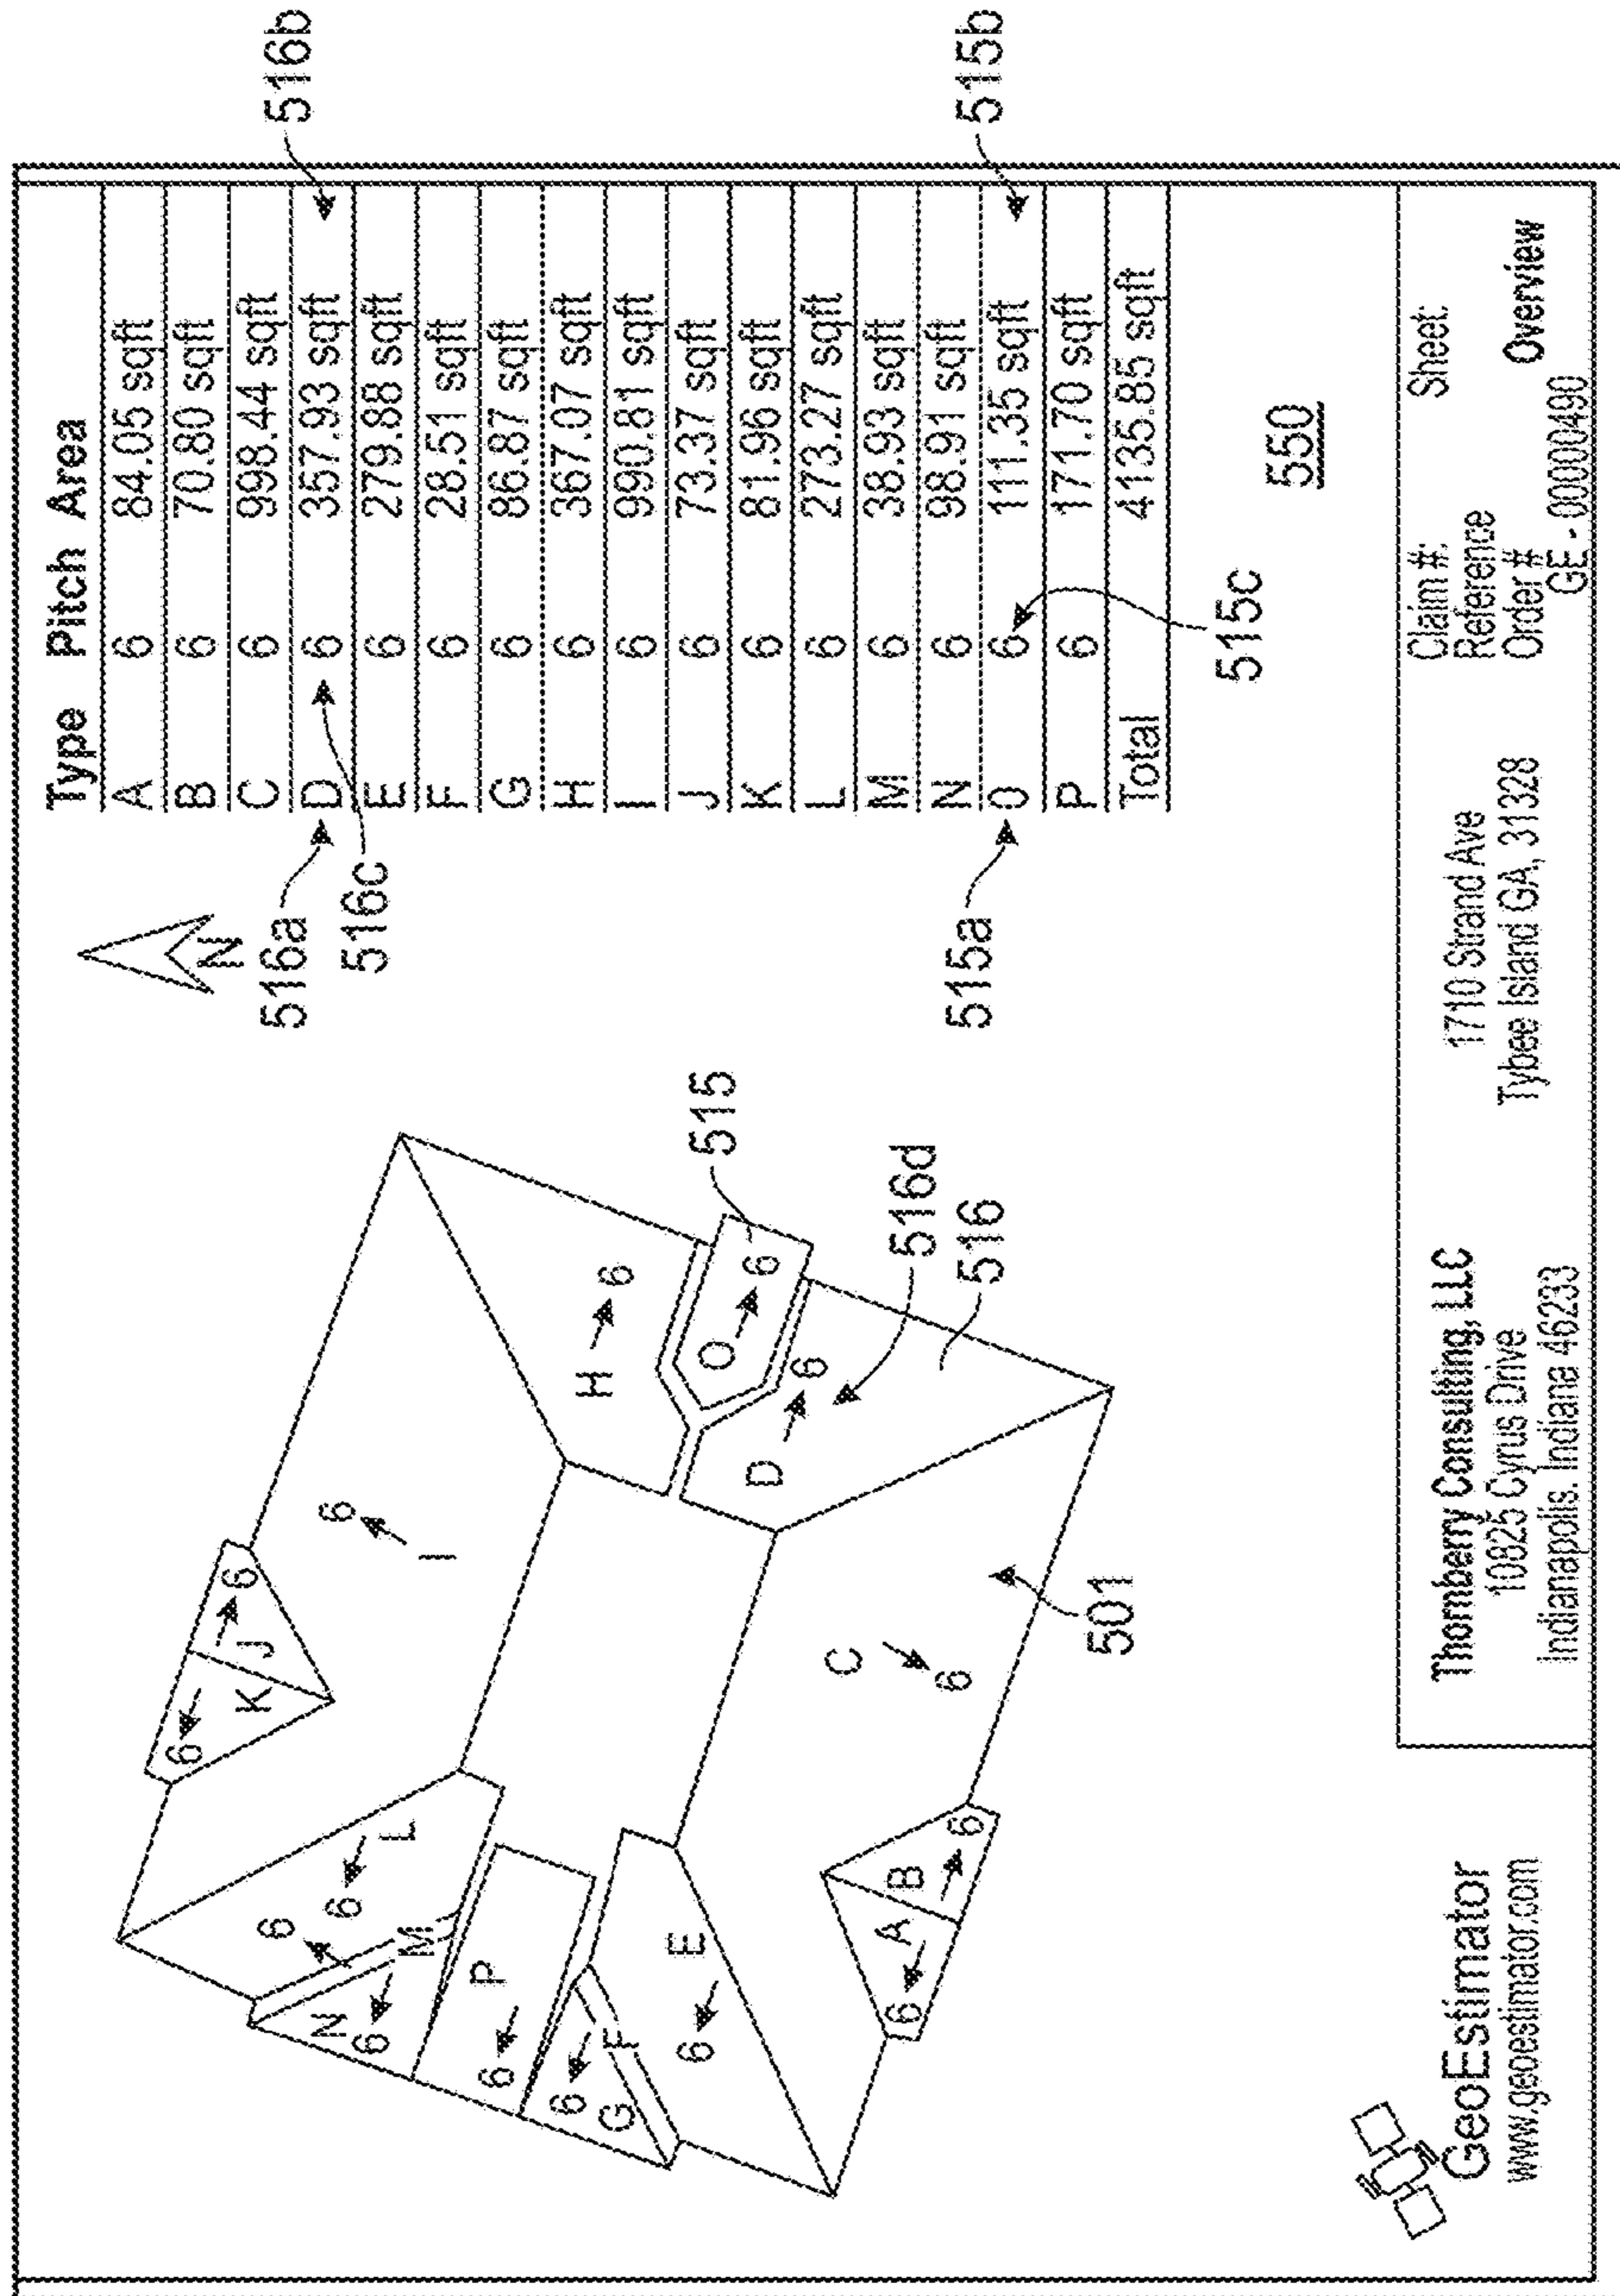 Type Pitch Area
A 6 84.05 sqft
B 6 70.80 sqft
C 6 998.44 sqft
D 6 357.93 sqft
E 6 279.88 sqft
F 6 28.51 sqft
G 6 86.87 sqft
H 6 367.07 sqft
I 6 990.81 sqft
J 6 73.37 sqft
K 6 81.96 sqft
L 6 273.27 sqft
M 6 38.93 sqft
N 6 98.91 sqft
O 6 111.35 sqft
P 6 171.70 sqft
Total 4135.85 sqft
516b
515b
516a
516c
515a
515c
550
N
K 6
J 6
I 6
L 6
M 6
N 6
P 6
G 6
F
E 6
H 6
O 6
D 6
C 6
A 6
B 6
515
516d
516
501
GeoEstimator
www.geoestimator.com
Thornberry Consulting, LLC
10825 Cyrus Drive
Indianapolis. Indiana 46233
1710 Strand Ave
Tybee Island GA, 31328
Claim #:
Reference
Order #
GE - 00000490
Sheet:
Overview